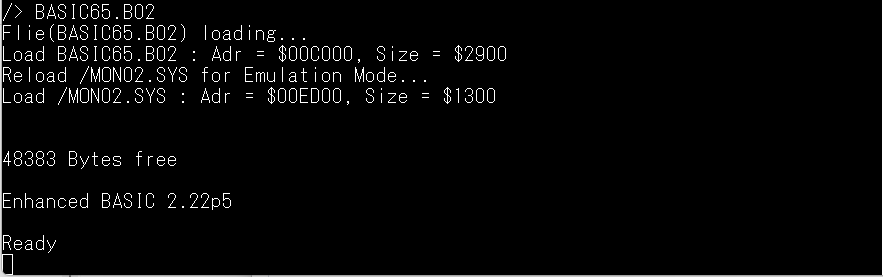 /> BASIC65.B02
Flie(BASIC65.B02) loading...
Load BASIC65.B02 : Adr = $00C000, Size = $2900
Reload /MON02.SYS for Emulation Mode...
Load /MON02.SYS : Adr = $00ED00, Size = $1300
48383 Bytes free
Enhanced BASIC 2.22p5
Ready